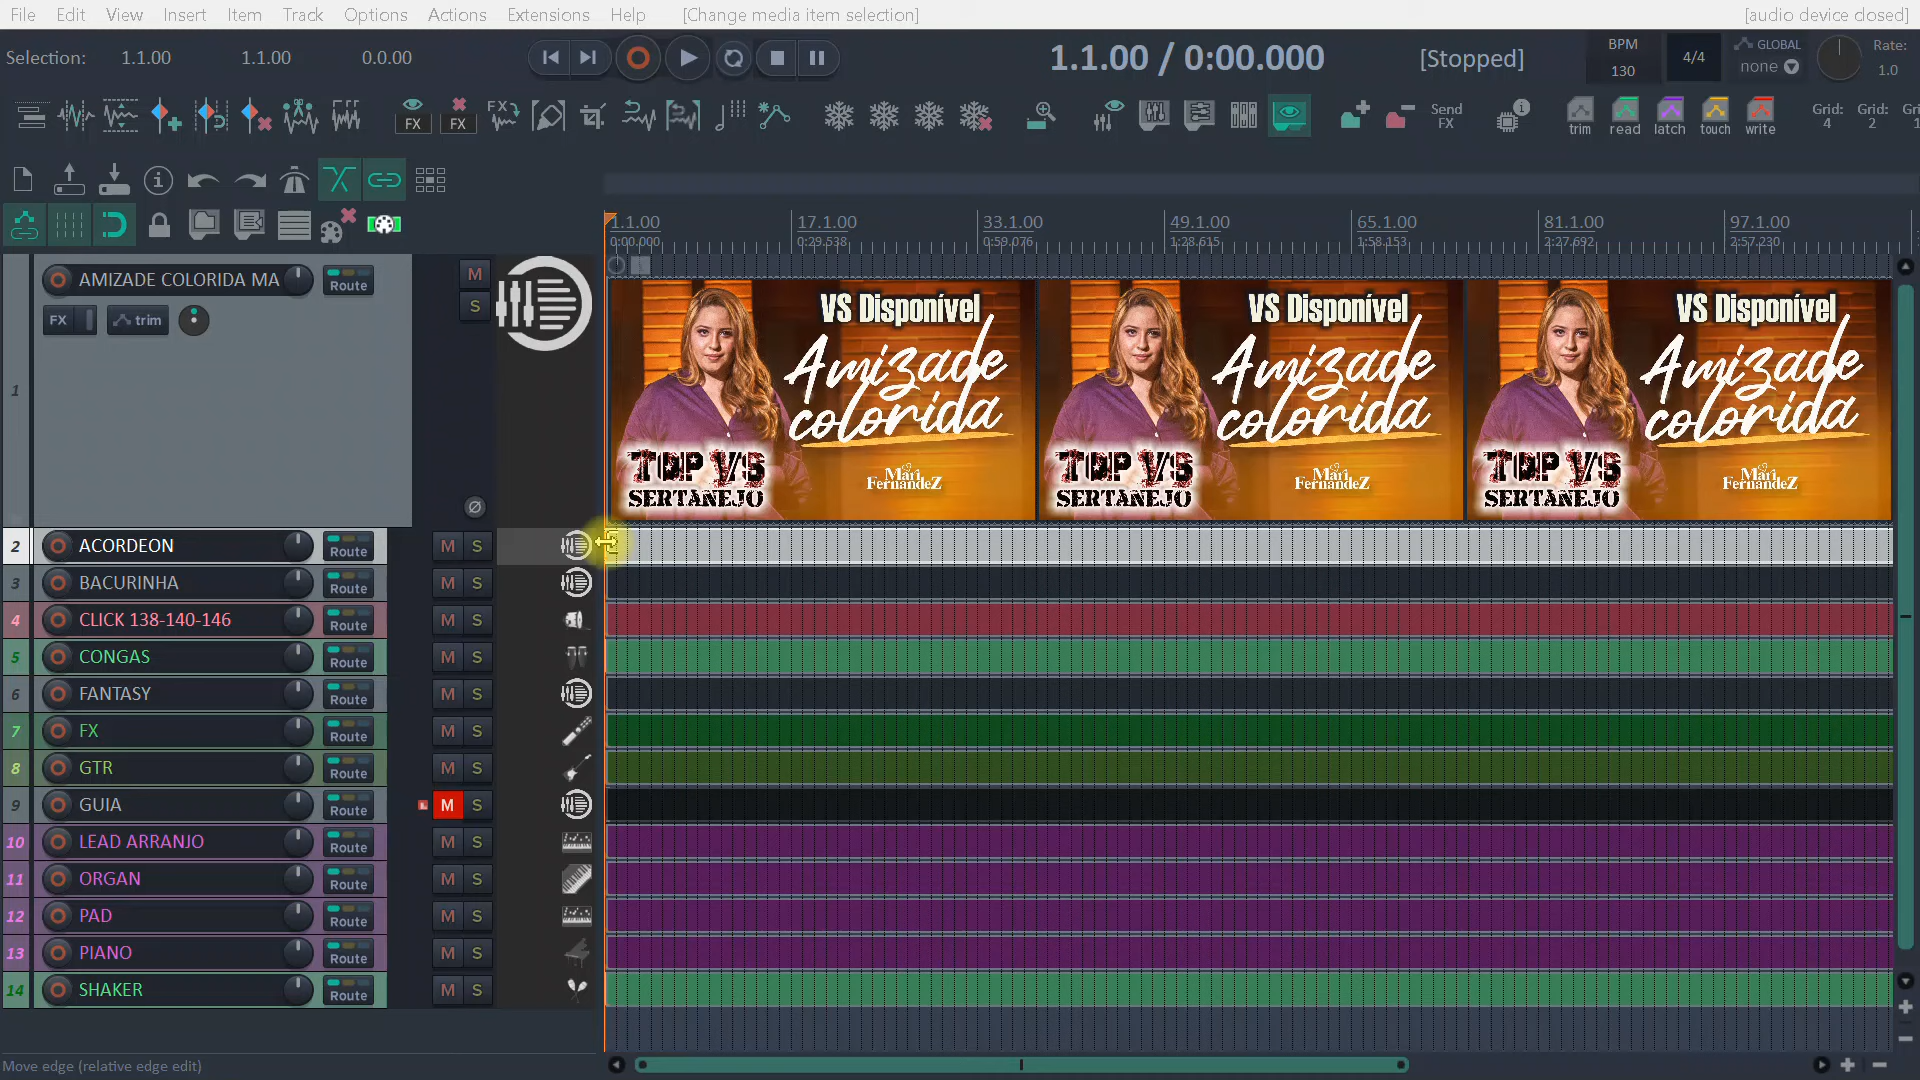 File Edit View Insert Item Track Options Actions Extensions Help [Change media item selection] [audio device closed]
Selection: 1.1.00 1.1.00 0.0.00
1.1.00 / 0:00.000 [Stopped]
BPM
130
4/4
GLOBAL
none
Rate:
1.0
FX FX FX
Send
FX
trim read latch touch write
Grid:
4
Grid:
2
1.1.00 17.1.00 33.1.00 49.1.00 65.1.00 81.1.00 97.1.00
0:00.000 0:29.538 0:59.076 1:28.615 1:58.153 2:27.692 2:57.230
1 AMIZADE COLORIDA MA Route M
FX trim S
VS Disponível
Amizade
colorida
TOP VS
SERTANEJO
Mari
FernandeZ
VS Disponível
Amizade
colorida
TOP VS
SERTANEJO
Mari
FernandeZ
VS Disponível
Amizade
colorida
TOP VS
SERTANEJO
Mari
FernandeZ
2 ACORDEON Route M S
3 BACURINHA Route M S
4 CLICK 138-140-146 Route M S
5 CONGAS Route M S
6 FANTASY Route M S
7 FX Route M S
8 GTR Route M S
9 GUIA Route M S
10 LEAD ARRANJO Route M S
11 ORGAN Route M S
12 PAD Route M S
13 PIANO Route M S
14 SHAKER Route M S
Move edge (relative edge edit)